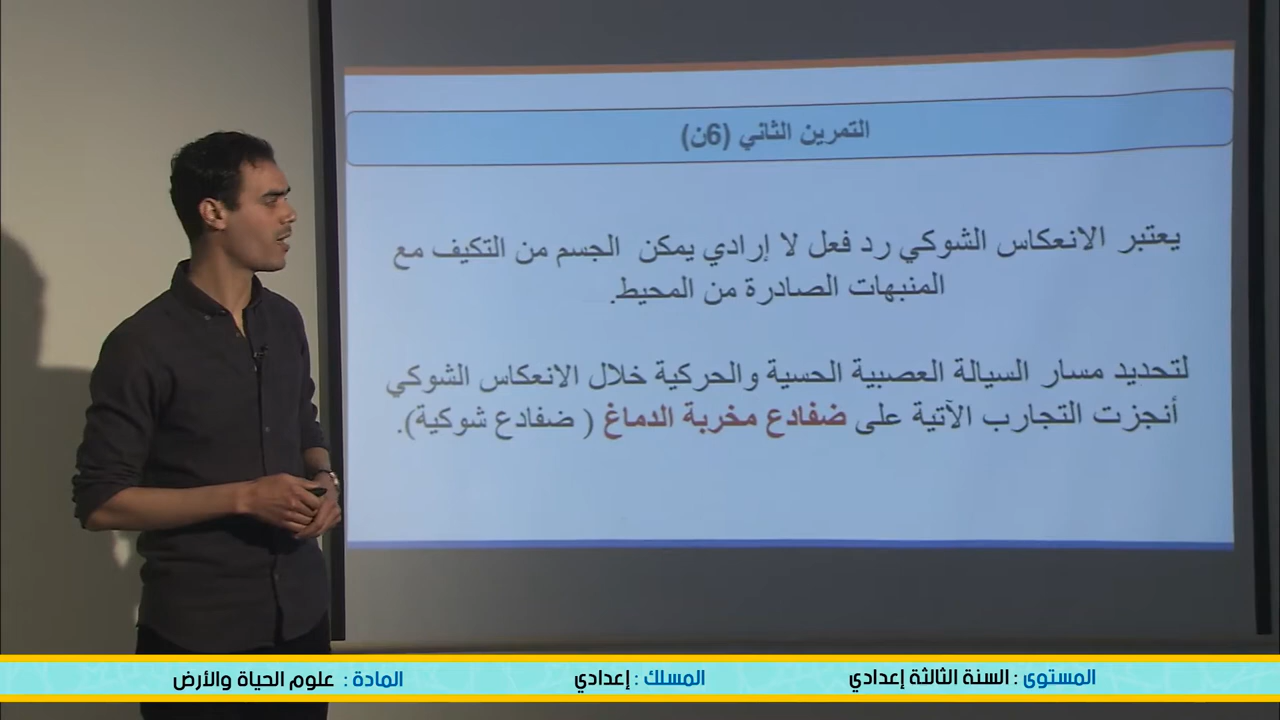 التمرين الثاني (6ن)
يعتبر الانعكاس الشوكي رد فعل لا إرادي يمكن الجسم من التكيف مع
المنبهات الصادرة من المحيط.
لتحديد مسار السيالة العصبية الحسية والحركية خلال الانعكاس الشوكي
أنجزت التجارب الآتية على ضفادع مخربة الدماغ ( ضفادع شوكية).
المستوى : السنة الثالثة إعدادي
المسلك : إعدادي
المادة : علوم الحياة والأرض